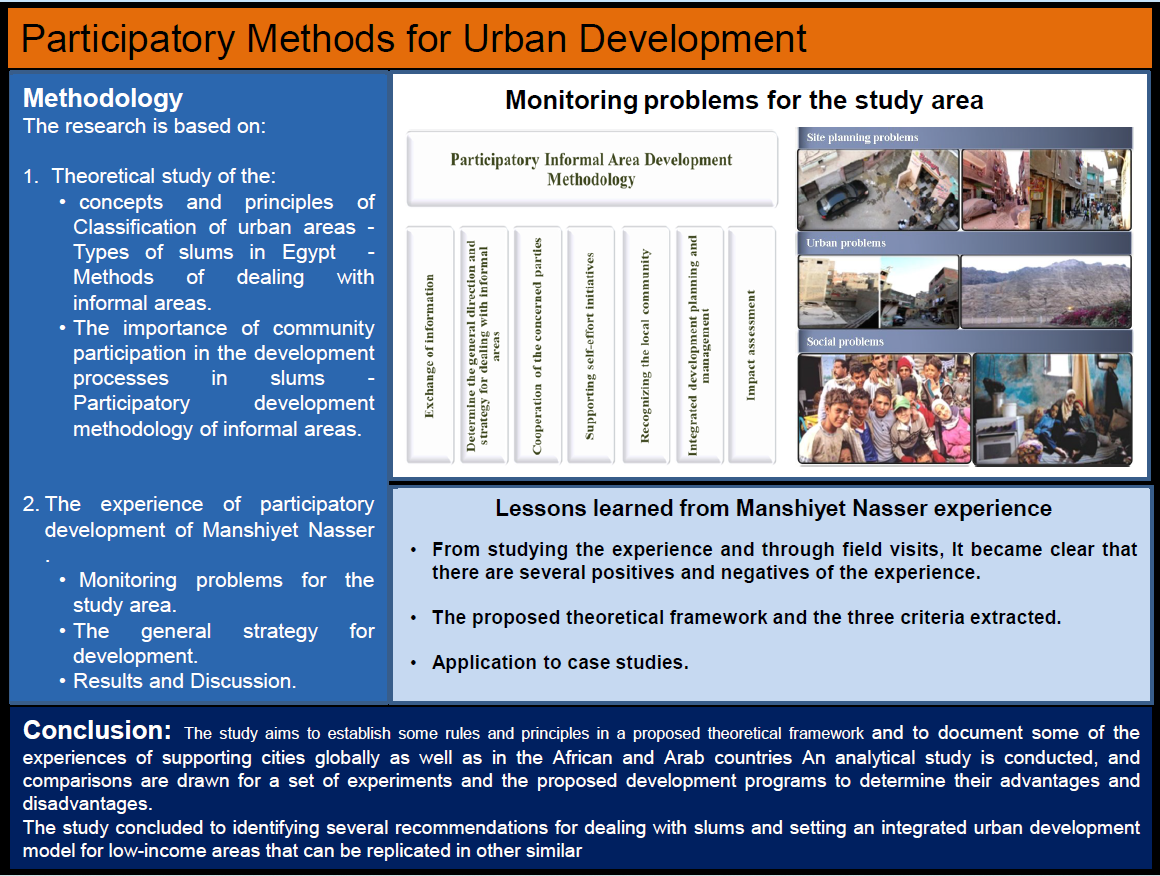 Participatory Methods for Urban Development
Methodology
The research is based on:
1. Theoretical study of the:
• concepts and principles of
Classification of urban areas -
Types of slums in Egypt -
Methods of dealing with
informal areas.
• The importance of community
participation in the development
processes in slums -
Participatory development
methodology of informal areas.
2. The experience of participatory
development of Manshiyet Nasser
.
• Monitoring problems for the
study area.
• The general strategy for
development.
• Results and Discussion.
Monitoring problems for the study area
Participatory Informal Area Development
Methodology
Exchange of information
Determine the general direction and
strategy for dealing with informal
areas
Cooperation of the concerned parties
Supporting self-effort initiatives
Recognizing the local community
Integrated development planning and
management
Impact assessment
Site planning problems
Urban problems
Social problems
Lessons learned from Manshiyet Nasser experience
• From studying the experience and through field visits, It became clear that
there are several positives and negatives of the experience.
• The proposed theoretical framework and the three criteria extracted.
• Application to case studies.
Conclusion: The study aims to establish some rules and principles in a proposed theoretical framework and to document some of the
experiences of supporting cities globally as well as in the African and Arab countries An analytical study is conducted, and
comparisons are drawn for a set of experiments and the proposed development programs to determine their advantages and
disadvantages.
The study concluded to identifying several recommendations for dealing with slums and setting an integrated urban development
model for low-income areas that can be replicated in other similar